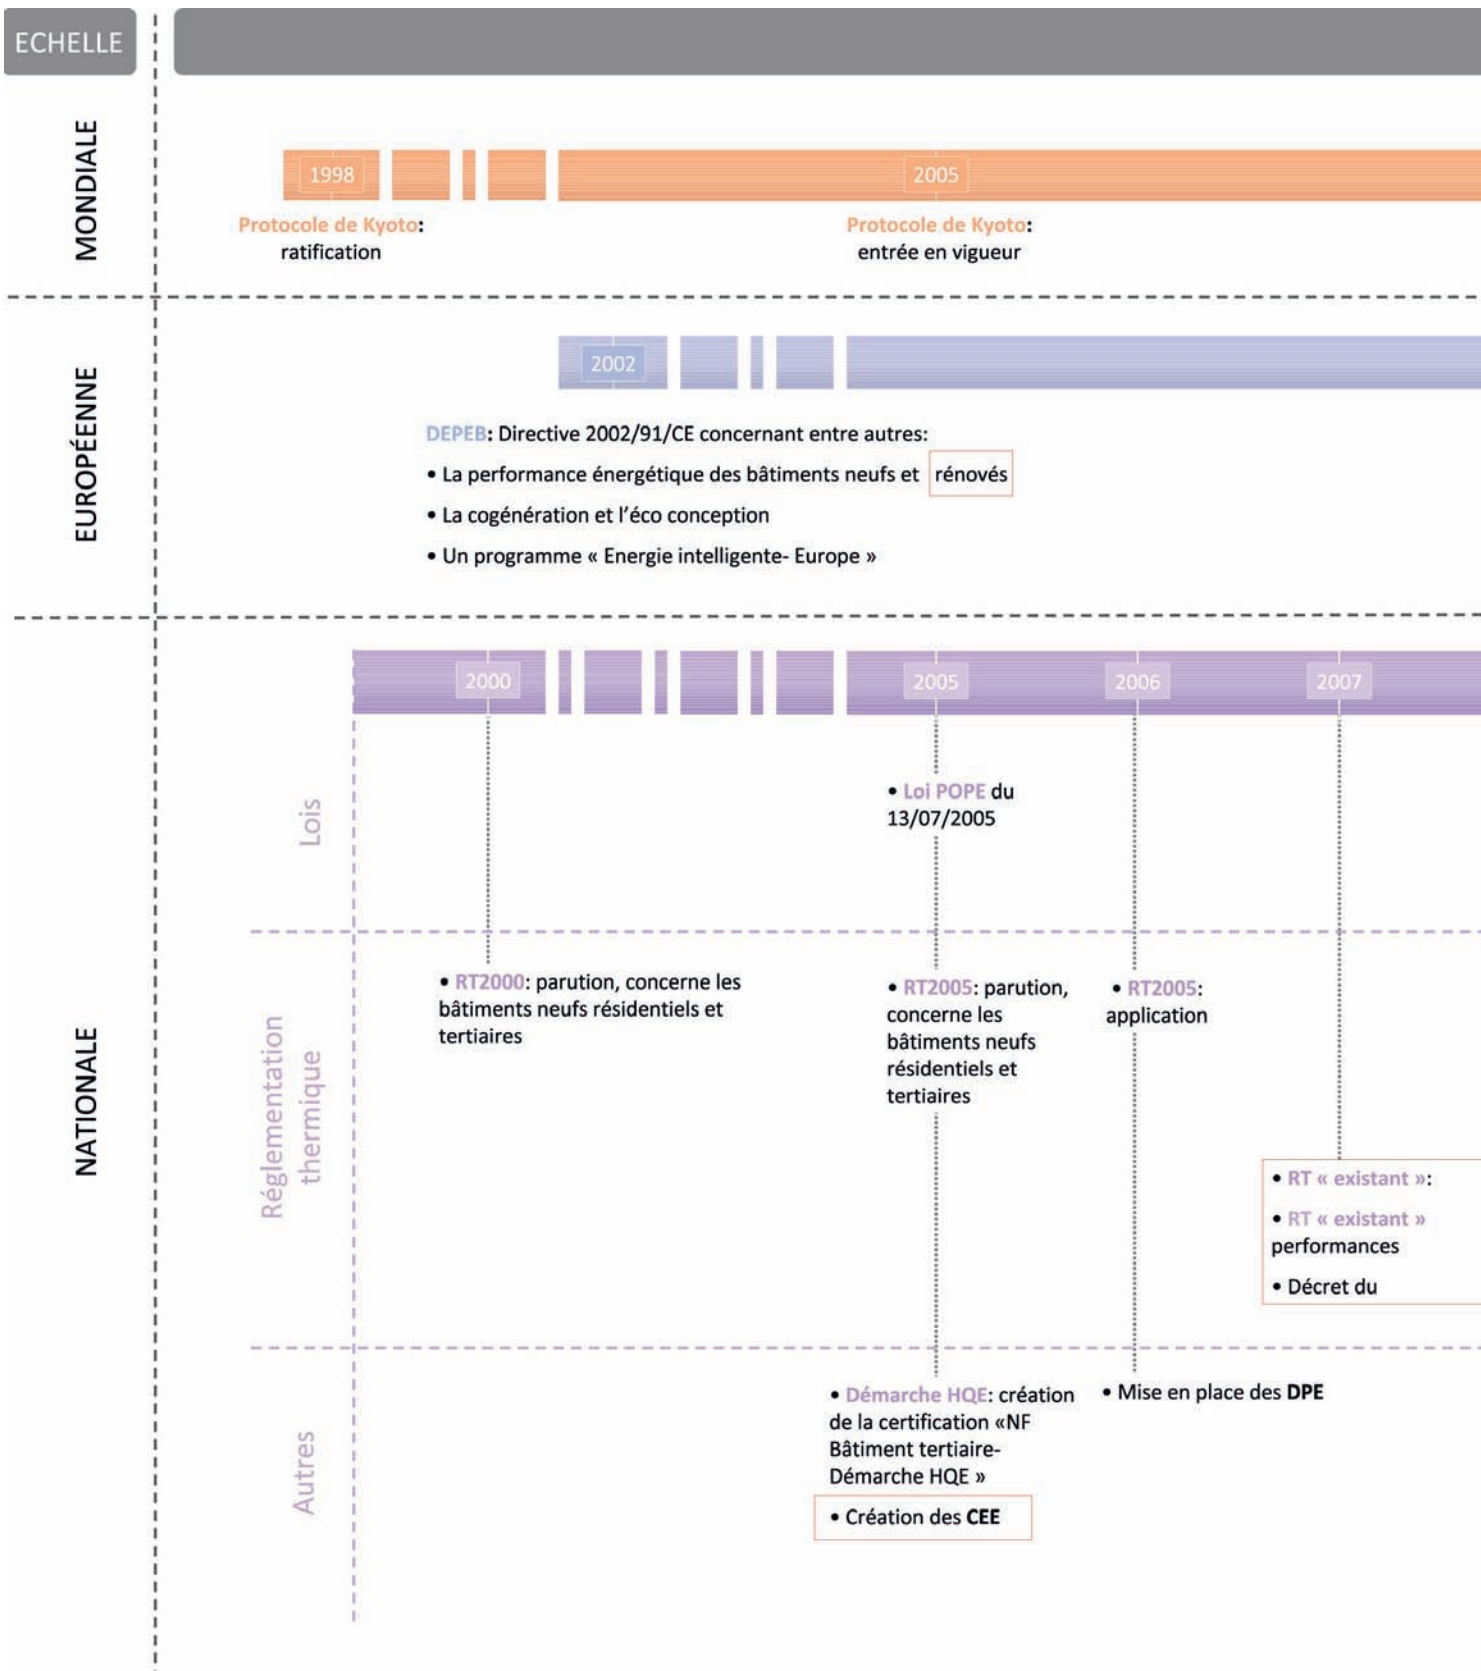 ECHELLE
MONDIALE
1998
2005
Protocole de Kyoto:
ratification
Protocole de Kyoto:
entrée en vigueur
EUROPÉENNE
2002
DEPEB: Directive 2002/91/CE concernant entre autres:
• La performance énergétique des bâtiments neufs et rénovés
• La cogénération et l'éco conception
• Un programme « Energie intelligente- Europe »
NATIONALE
2000
2005
2006
2007
Lois
• Loi POPE du
13/07/2005
Réglementation
thermique
• RT2000: parution, concerne les
bâtiments neufs résidentiels et
tertiaires
• RT2005: parution,
concerne les
bâtiments neufs
résidentiels et
tertiaires
• RT2005:
application
• RT « existant »:
• RT « existant »
performances
• Décret du
Autres
• Démarche HQE: création
de la certification «NF
Bâtiment tertiaire-
Démarche HQE »
• Création des CEE
• Mise en place des DPE